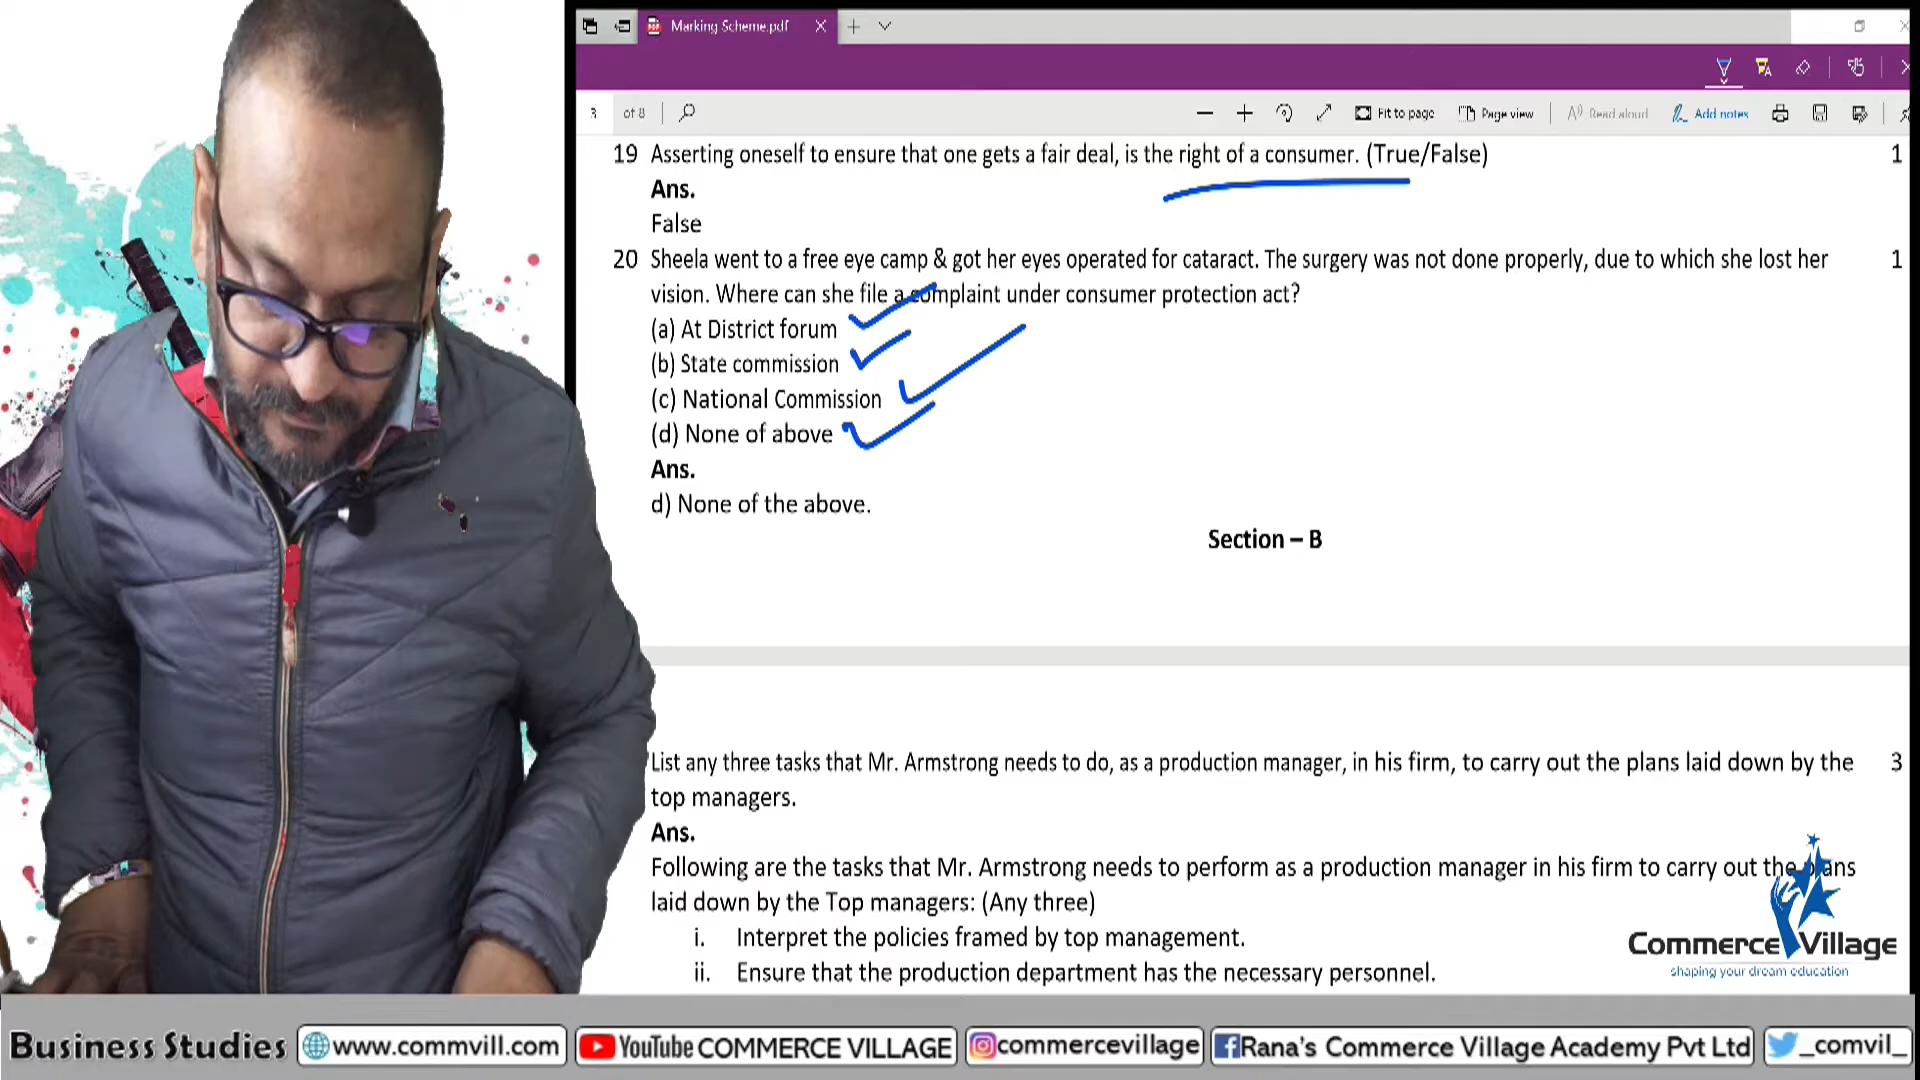 Marking Scheme.pdf
3 of 8
Fit to page
Page view
Read aloud
Add notes
19 Asserting oneself to ensure that one gets a fair deal, is the right of a consumer. (True/False) 1
Ans.
False
20 Sheela went to a free eye camp & got her eyes operated for cataract. The surgery was not done properly, due to which she lost her 1
vision. Where can she file a complaint under consumer protection act?
(a) At District forum
(b) State commission
(c) National Commission
(d) None of above
Ans.
d) None of the above.
Section – B
List any three tasks that Mr. Armstrong needs to do, as a production manager, in his firm, to carry out the plans laid down by the 3
top managers.
Ans.
Following are the tasks that Mr. Armstrong needs to perform as a production manager in his firm to carry out the plans
laid down by the Top managers: (Any three)
i. Interpret the policies framed by top management.
ii. Ensure that the production department has the necessary personnel.
Commerce Village
shaping your dream education
Business Studies
www.commvill.com
YouTube COMMERCE VILLAGE
commercevillage
Rana's Commerce Village Academy Pvt Ltd
_comvil_